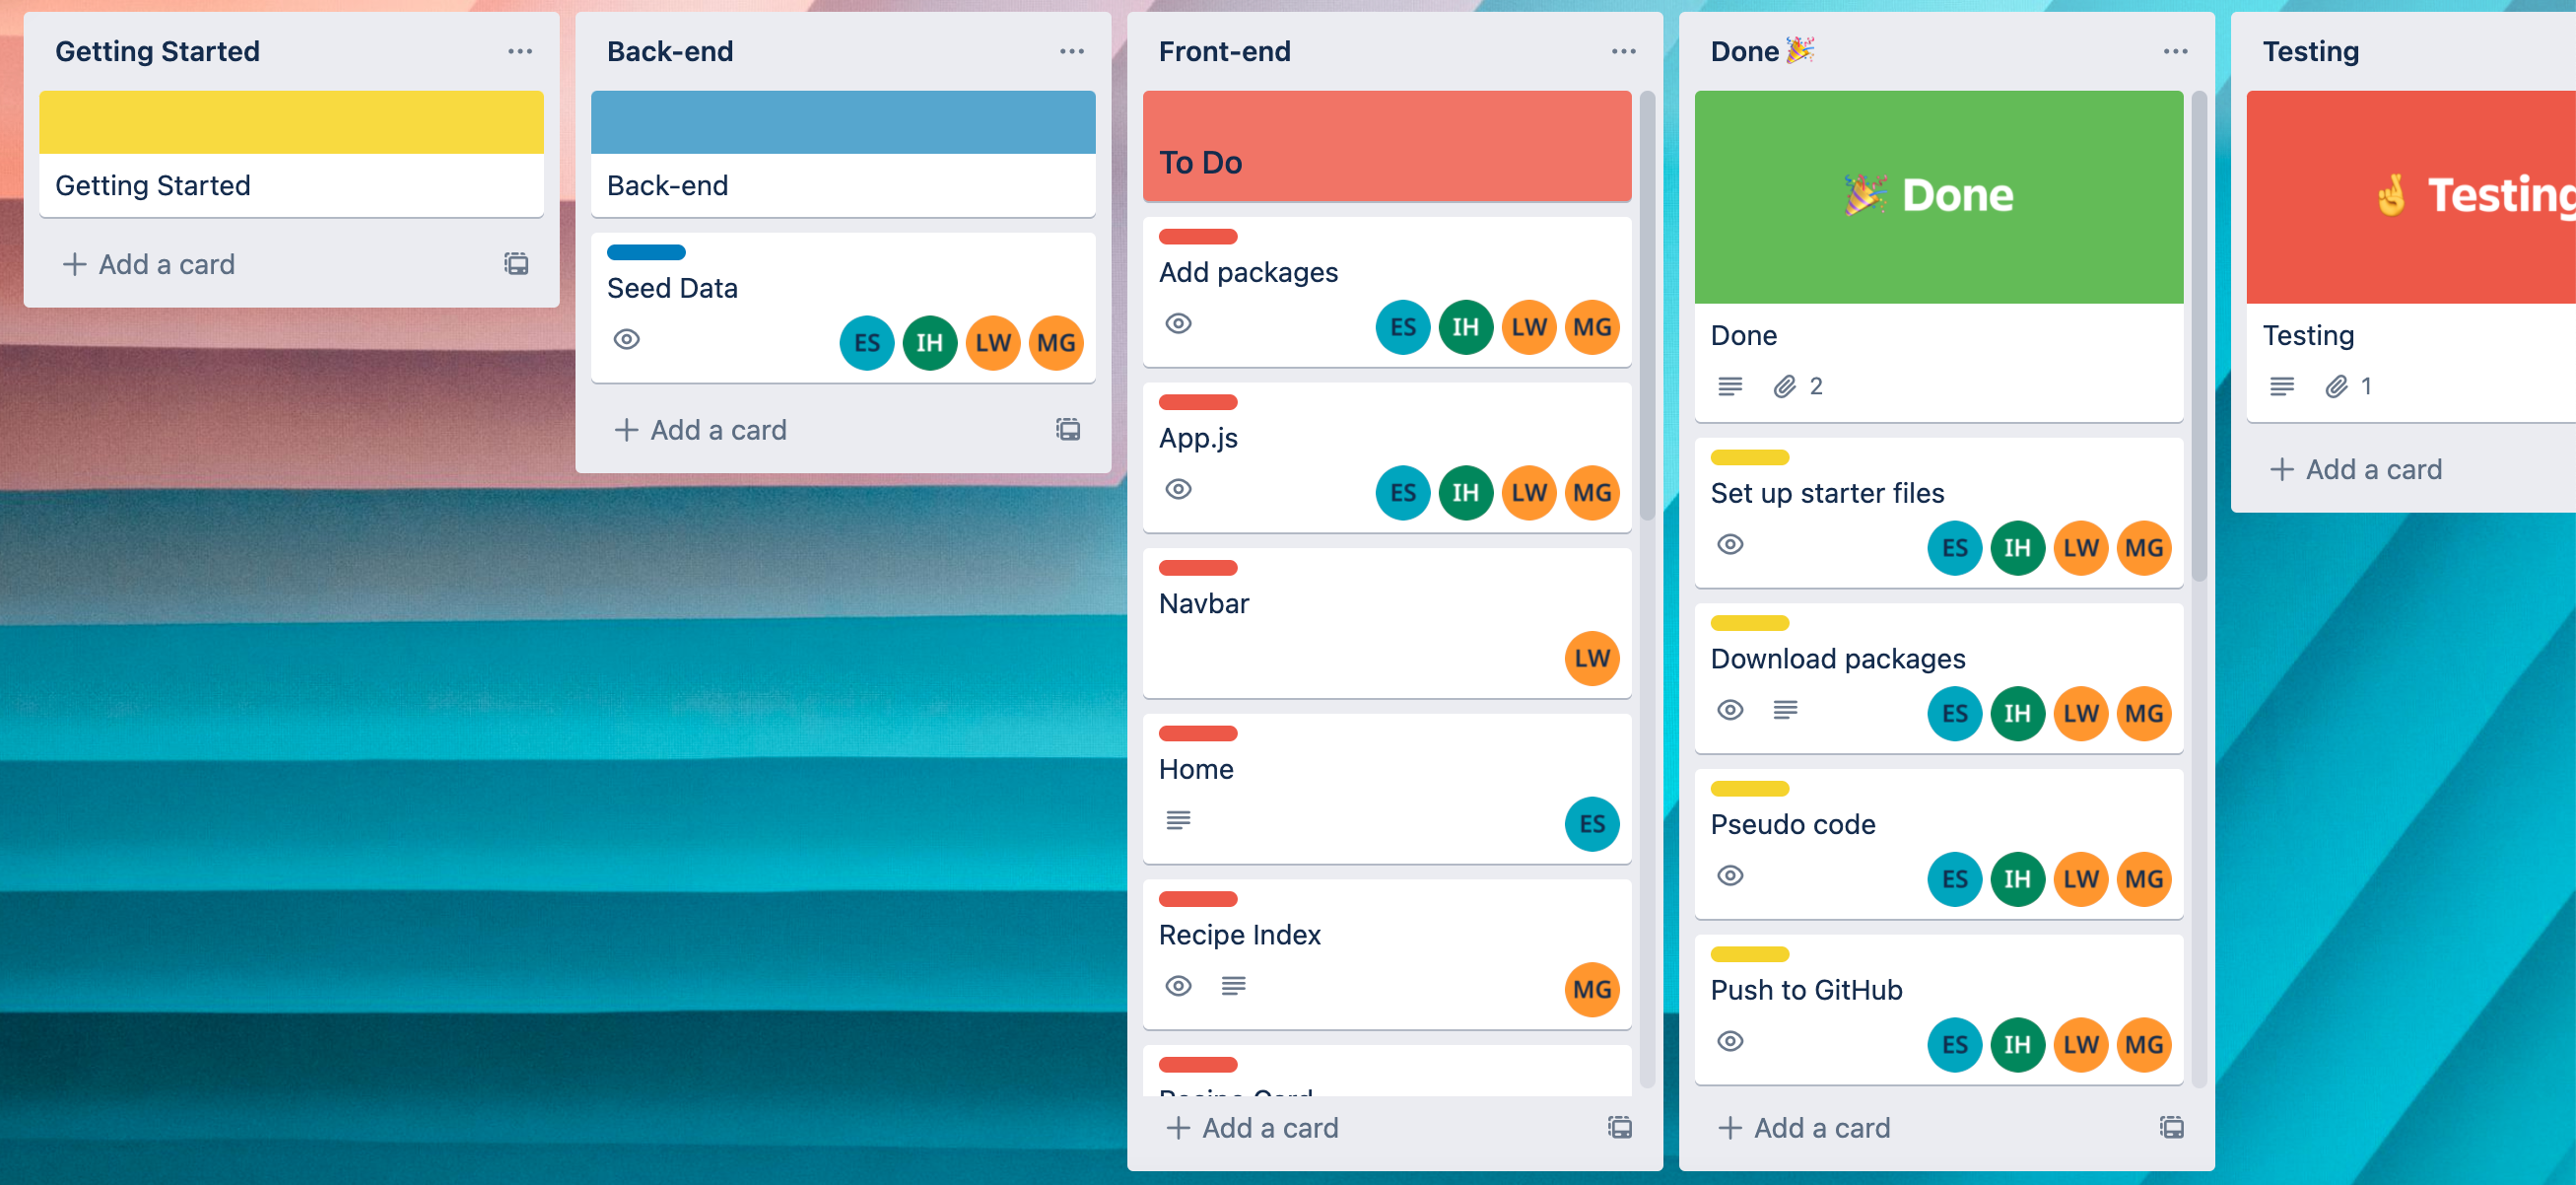 Getting Started
Getting Started
Add a card
Back-end
Back-end
Seed Data
ES IH LW MG
Add a card
Front-end
To Do
Add packages
ES IH LW MG
App.js
ES IH LW MG
Navbar
LW
Home
ES
Recipe Index
MG
Recipe Card
Add a card
Done 🎉
🎉 Done
Done
2
Set up starter files
ES IH LW MG
Download packages
ES IH LW MG
Pseudo code
ES IH LW MG
Push to GitHub
ES IH LW MG
Add a card
Testing
🤞 Testing
Testing
1
Add a card